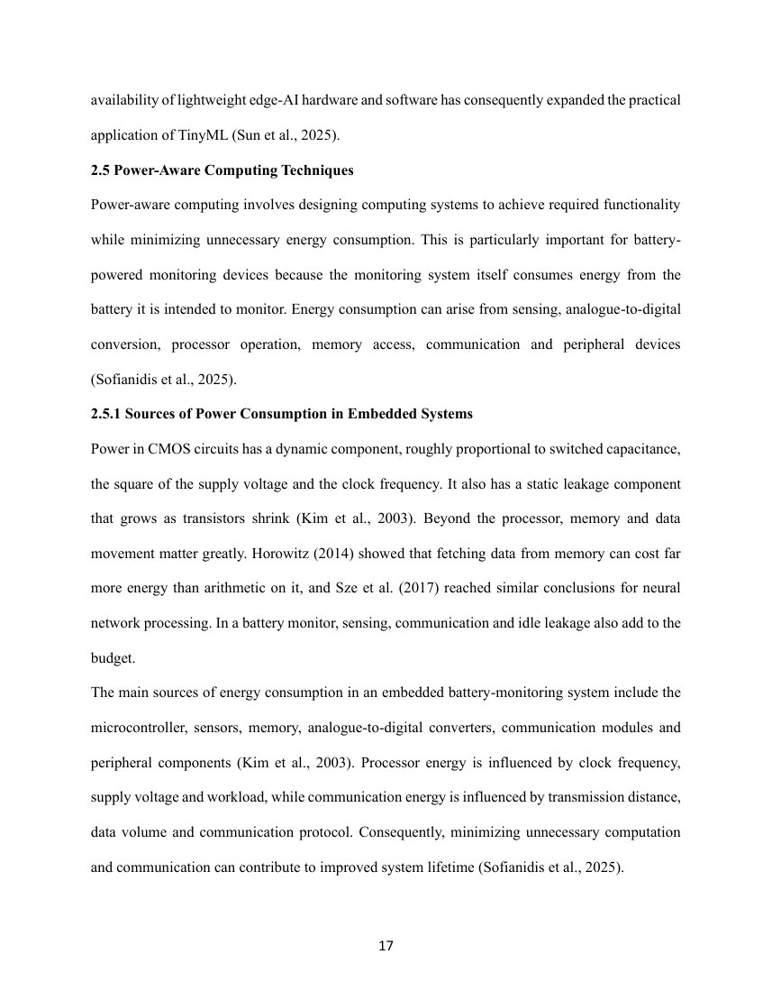 availability of lightweight edge-AI hardware and software has consequently expanded the practical
application of TinyML (Sun et al., 2025).
2.5 Power-Aware Computing Techniques
Power-aware computing involves designing computing systems to achieve required functionality
while minimizing unnecessary energy consumption. This is particularly important for battery-
powered monitoring devices because the monitoring system itself consumes energy from the
battery it is intended to monitor. Energy consumption can arise from sensing, analogue-to-digital
conversion, processor operation, memory access, communication and peripheral devices
(Sofianidis et al., 2025).
2.5.1 Sources of Power Consumption in Embedded Systems
Power in CMOS circuits has a dynamic component, roughly proportional to switched capacitance,
the square of the supply voltage and the clock frequency. It also has a static leakage component
that grows as transistors shrink (Kim et al., 2003). Beyond the processor, memory and data
movement matter greatly. Horowitz (2014) showed that fetching data from memory can cost far
more energy than arithmetic on it, and Sze et al. (2017) reached similar conclusions for neural
network processing. In a battery monitor, sensing, communication and idle leakage also add to the
budget.
The main sources of energy consumption in an embedded battery-monitoring system include the
microcontroller, sensors, memory, analogue-to-digital converters, communication modules and
peripheral components (Kim et al., 2003). Processor energy is influenced by clock frequency,
supply voltage and workload, while communication energy is influenced by transmission distance,
data volume and communication protocol. Consequently, minimizing unnecessary computation
and communication can contribute to improved system lifetime (Sofianidis et al., 2025).
17